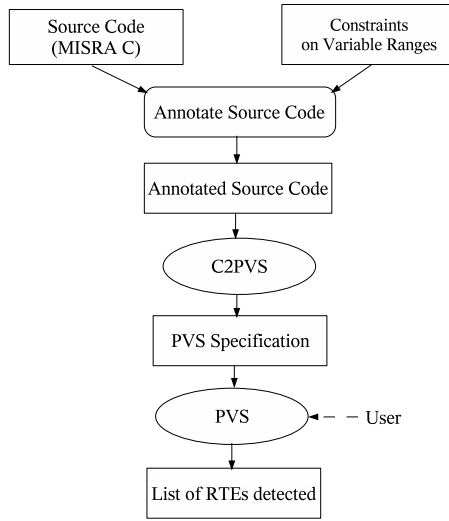 Source Code
(MISRA C)
Constraints
on Variable Ranges
Annotate Source Code
Annotated Source Code
C2PVS
PVS Specification
PVS
User
List of RTEs detected